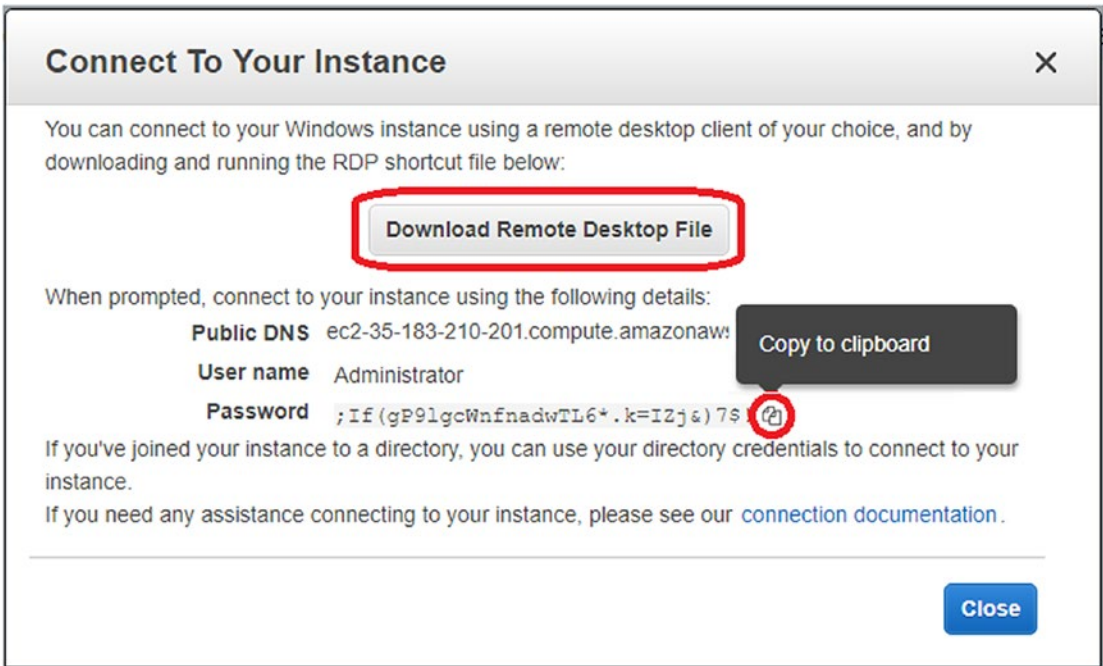 Connect To Your Instance
You can connect to your Windows instance using a remote desktop client of your choice, and by
downloading and running the RDP shortcut file below:
Download Remote Desktop File
When prompted, connect to your instance using the following details:
Public DNS ec2-35-183-210-201.compute.amazonaws
Copy to clipboard
User name Administrator
Password ;If(gP9lgcWnfnadwTL6*.k=IZj&)7$
If you've joined your instance to a directory, you can use your directory credentials to connect to your
instance.
If you need any assistance connecting to your instance, please see our connection documentation.
Close